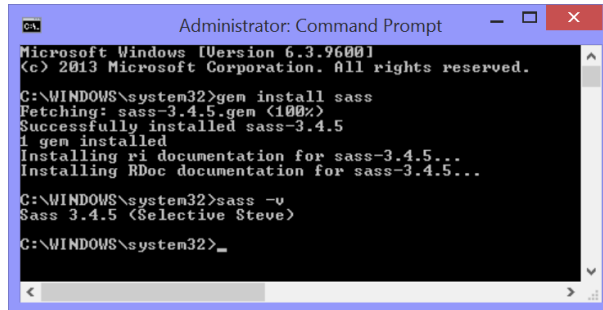 Administrator: Command Prompt
Microsoft Windows [Version 6.3.9600]
(c) 2013 Microsoft Corporation. All rights reserved.
C:\WINDOWS\system32>gem install sass
Fetching: sass-3.4.5.gem (100%)
Successfully installed sass-3.4.5
1 gem installed
Installing ri documentation for sass-3.4.5...
Installing RDoc documentation for sass-3.4.5...
C:\WINDOWS\system32>sass -v
Sass 3.4.5 (Selective Steve)
C:\WINDOWS\system32>_